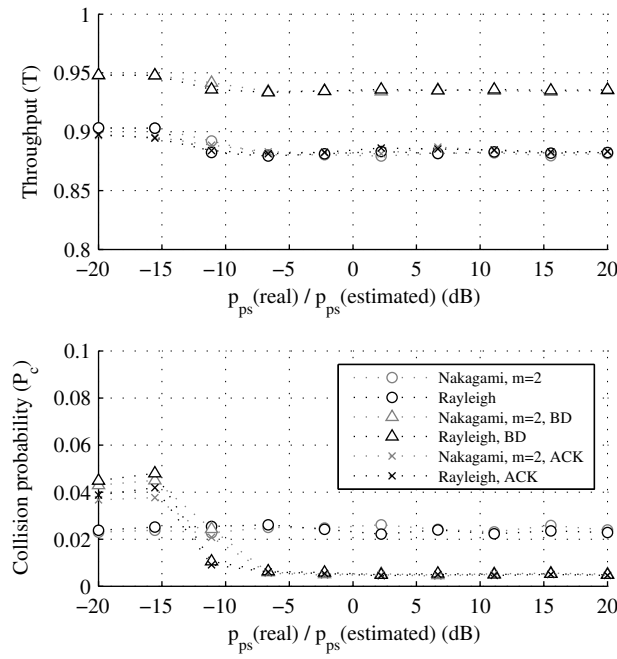 1
0.95
0.9
0.85
0.8
Throughput (T)
−20 −15 −10 −5 0 5 10 15 20
p_ps(real) / p_ps(estimated) (dB)
0.1
0.08
0.06
0.04
0.02
0
Collision probability (P_c)
Nakagami, m=2
Rayleigh
Nakagami, m=2, BD
Rayleigh, BD
Nakagami, m=2, ACK
Rayleigh, ACK
−20 −15 −10 −5 0 5 10 15 20
p_ps(real) / p_ps(estimated) (dB)